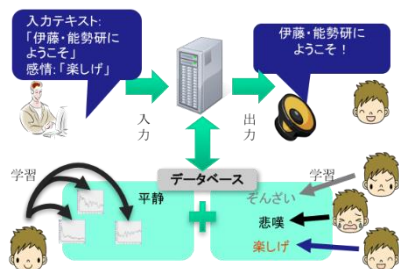 入力テキスト:
「伊藤・能勢研に
ようこそ」
感情:「楽しげ」
伊藤・能勢研に
ようこそ！
入力
出力
学習
データベース
学習
平静
ぞんざい
悲嘆
楽しげ